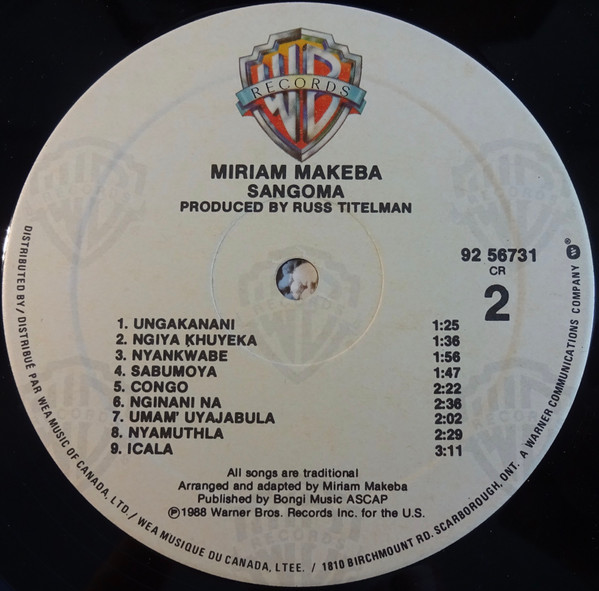 WB
RECORDS
MIRIAM MAKEBA
SANGOMA
PRODUCED BY RUSS TITELMAN
92 56731
CR
2
1. UNGAKANANI 1:25
2. NGIYA KHUYEKA 1:36
3. NYANKWABE 1:56
4. SABUMOYA 1:47
5. CONGO 2:22
6. NGINANI NA 2:36
7. UMAM' UYAJABULA 2:02
8. NYAMUTHLA 2:29
9. ICALA 3:11
All songs are traditional
Arranged and adapted by Miriam Makeba
Published by Bongi Music ASCAP
℗©1988 Warner Bros. Records Inc. for the U.S.
DISTRIBUTED BY/DISTRIBUÉ PAR WEA MUSIC OF CANADA, LTD./WEA MUSIQUE DU CANADA, LTEE. / 1810 BIRCHMOUNT RD. SCARBOROUGH, ONT. A WARNER COMMUNICATIONS COMPANY W®